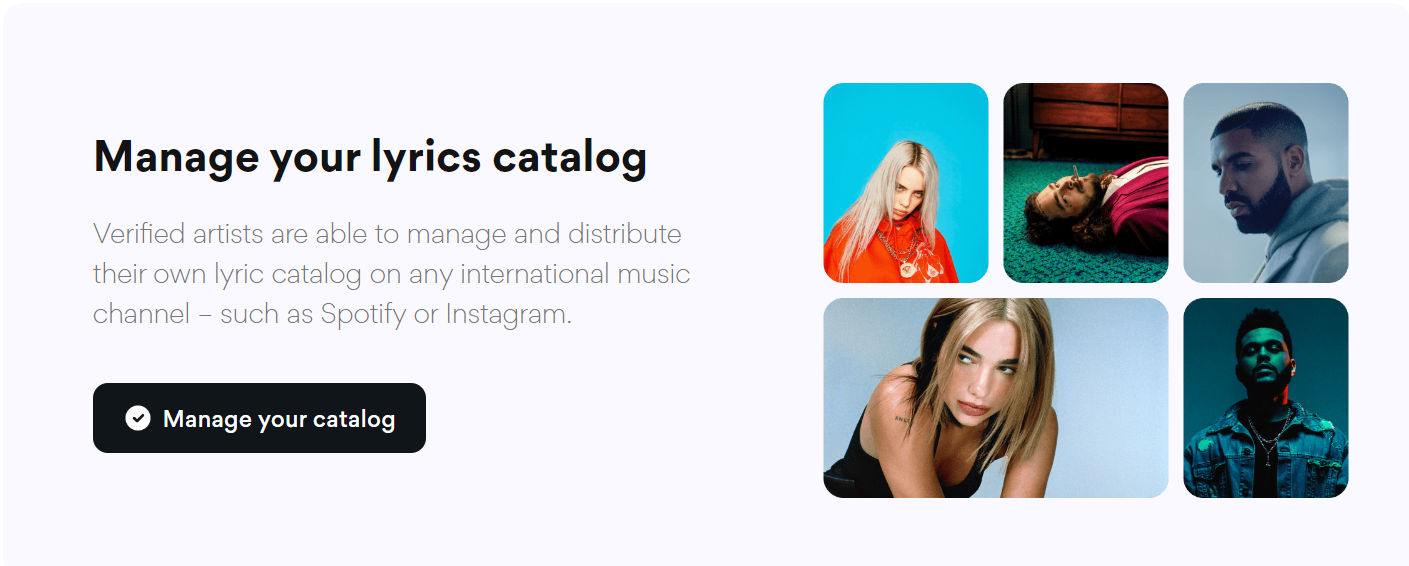 Manage your lyrics catalog
Verified artists are able to manage and distribute
their own lyric catalog on any international music
channel – such as Spotify or Instagram.
Manage your catalog